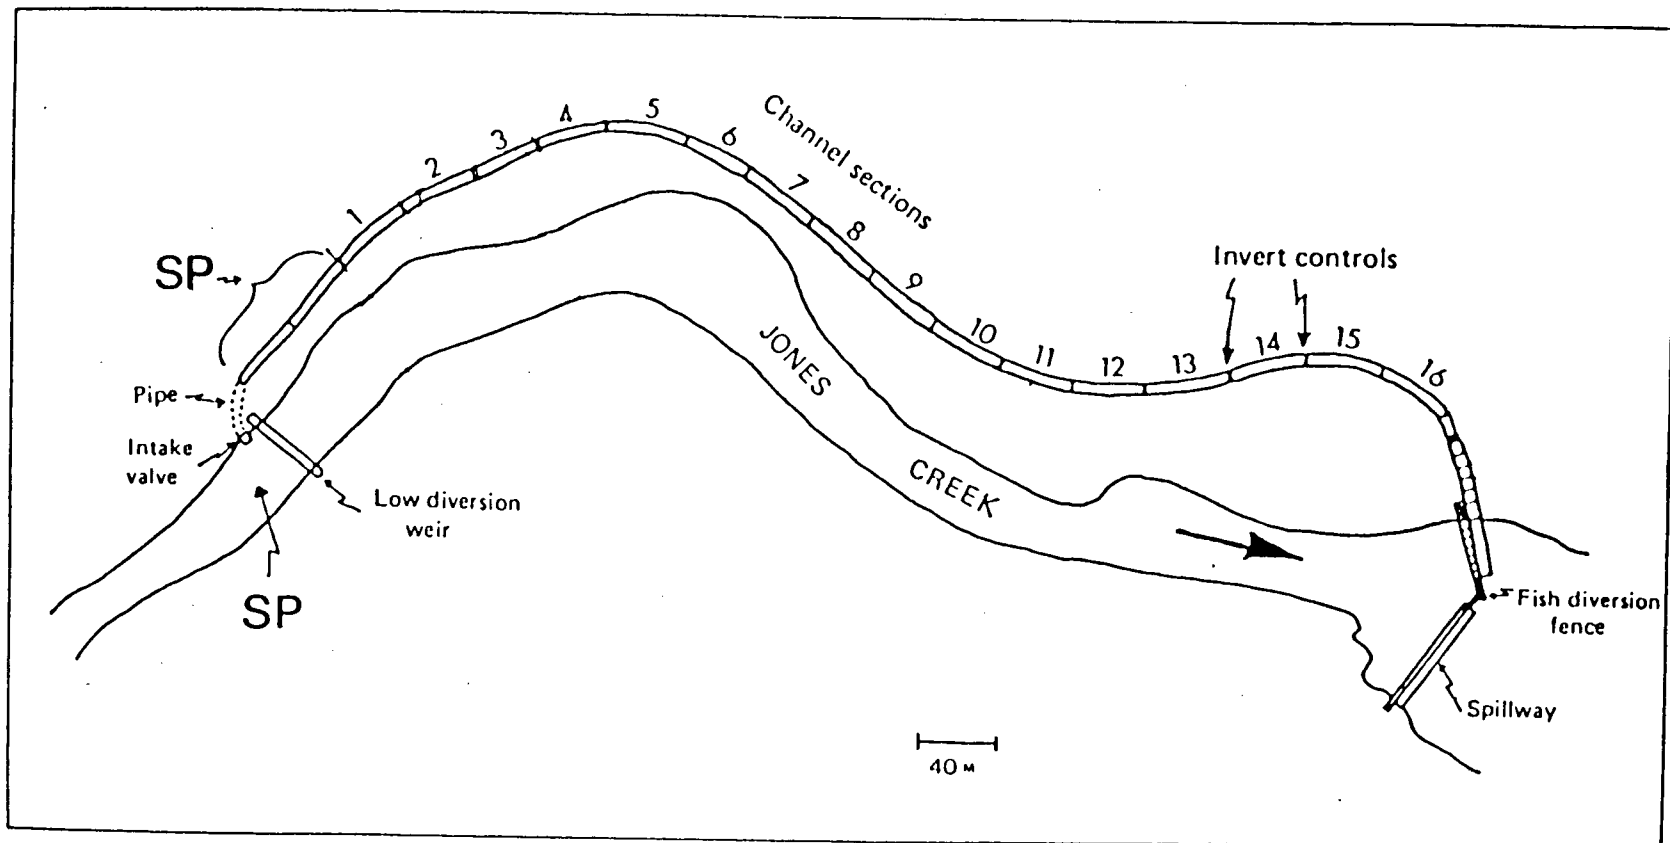 Channel sections
1
2
3
4
5
6
7
8
9
10
11
12
13
14
15
16
SP
Invert controls
JONES
CREEK
Pipe
Intake
valve
Low diversion
weir
SP
Fish diversion
fence
Spillway
40 M